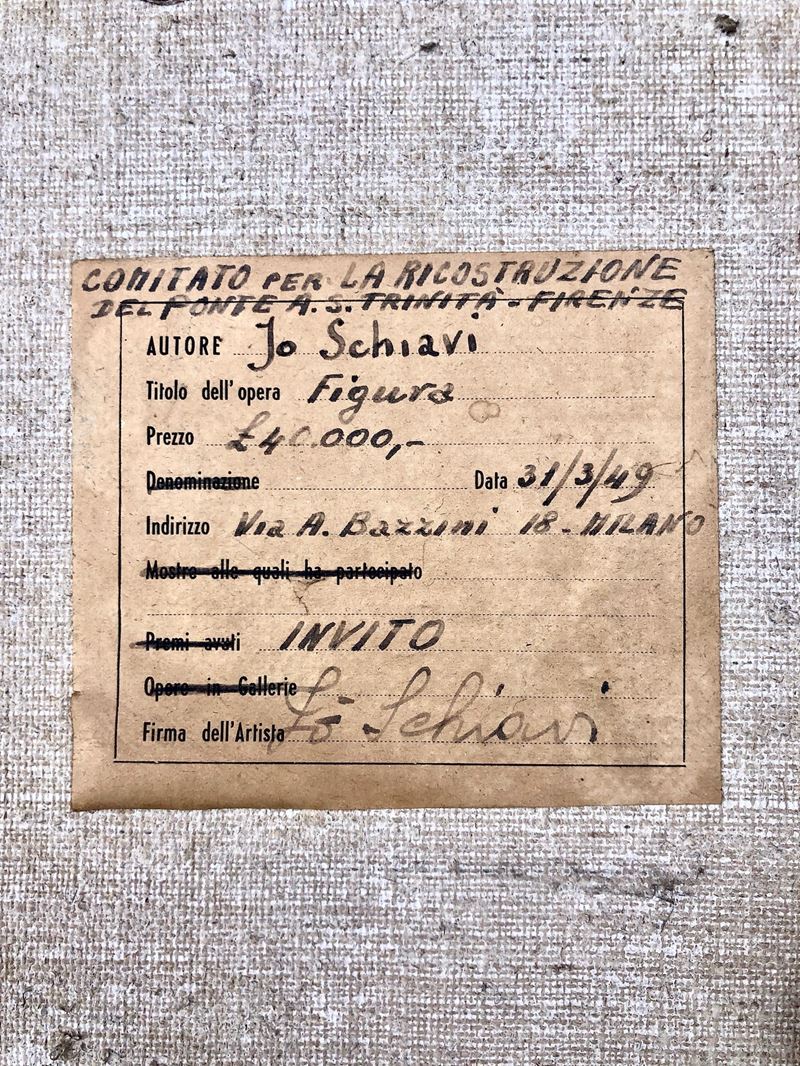 COMITATO PER LA RICOSTRUZIONE
DEL PONTE A.S. TRINITÀ - FIRENZE
AUTORE Jo Schiavi
Titolo dell'opera Figura
Prezzo £40.000,-
Denominazione Data 31/3/49
Indirizzo Via A. Bazzini 18 - MILANO
Mostre alle quali ha partecipato
Premi avuti INVITO
Opere in Gallerie
Firma dell'Artista Jo Schiavi